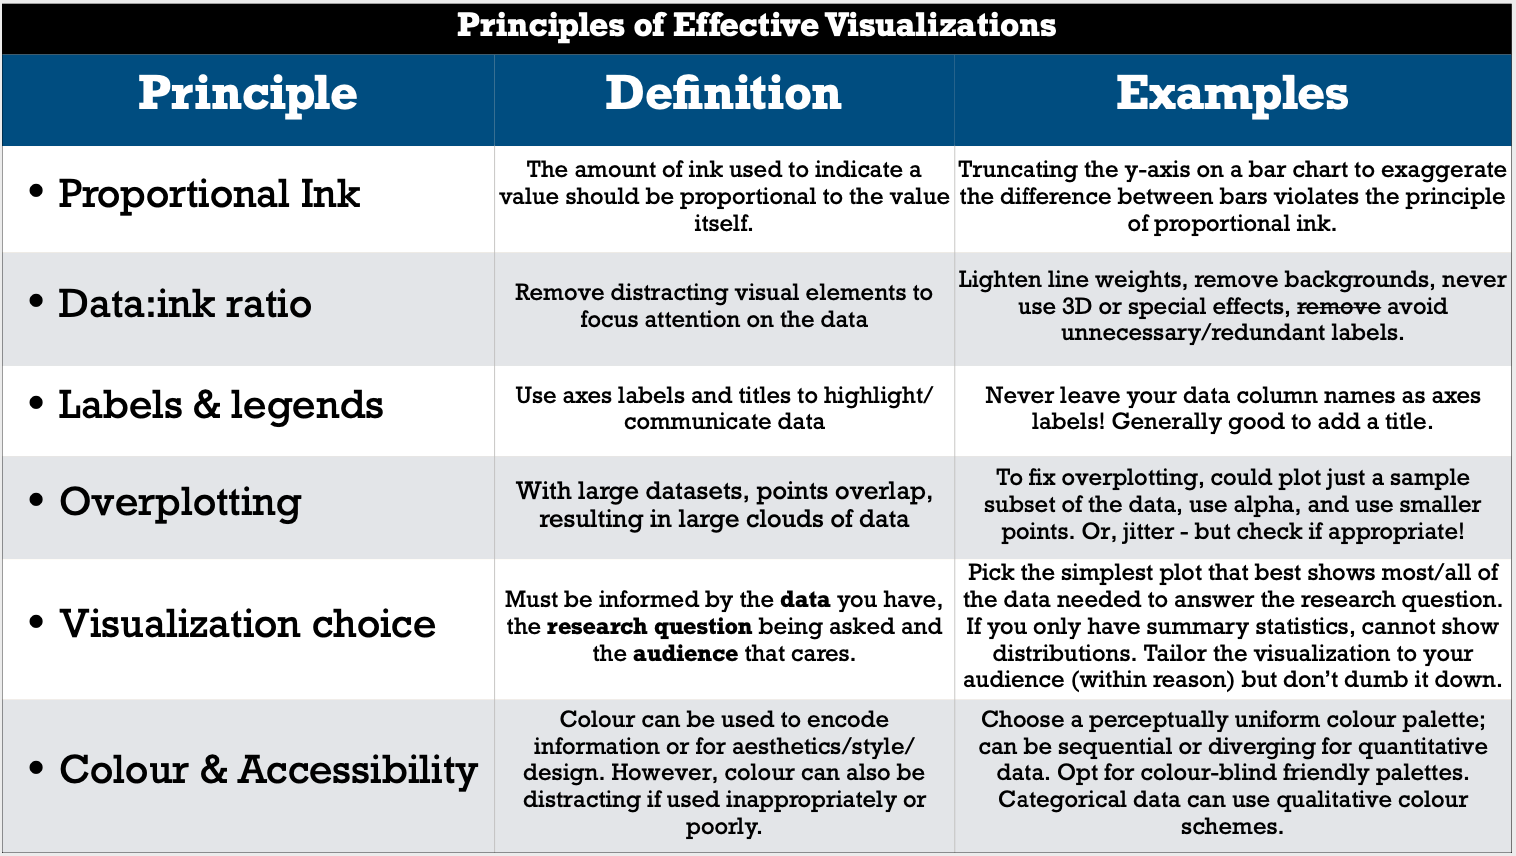 Principles of Effective Visualizations
Principle
Definition
Examples
• Proportional Ink
The amount of ink used to indicate a
value should be proportional to the value
itself.
Truncating the y-axis on a bar chart to exaggerate
the difference between bars violates the principle
of proportional ink.
• Data:ink ratio
Remove distracting visual elements to
focus attention on the data
Lighten line weights, remove backgrounds, never
use 3D or special effects, remove avoid
unnecessary/redundant labels.
• Labels & legends
Use axes labels and titles to highlight/
communicate data
Never leave your data column names as axes
labels! Generally good to add a title.
• Overplotting
With large datasets, points overlap,
resulting in large clouds of data
To fix overplotting, could plot just a sample
subset of the data, use alpha, and use smaller
points. Or, jitter - but check if appropriate!
• Visualization choice
Must be informed by the data you have,
the research question being asked and
the audience that cares.
Pick the simplest plot that best shows most/all of
the data needed to answer the research question.
If you only have summary statistics, cannot show
distributions. Tailor the visualization to your
audience (within reason) but don’t dumb it down.
• Colour & Accessibility
Colour can be used to encode
information or for aesthetics/style/
design. However, colour can also be
distracting if used inappropriately or
poorly.
Choose a perceptually uniform colour palette;
can be sequential or diverging for quantitative
data. Opt for colour-blind friendly palettes.
Categorical data can use qualitative colour
schemes.